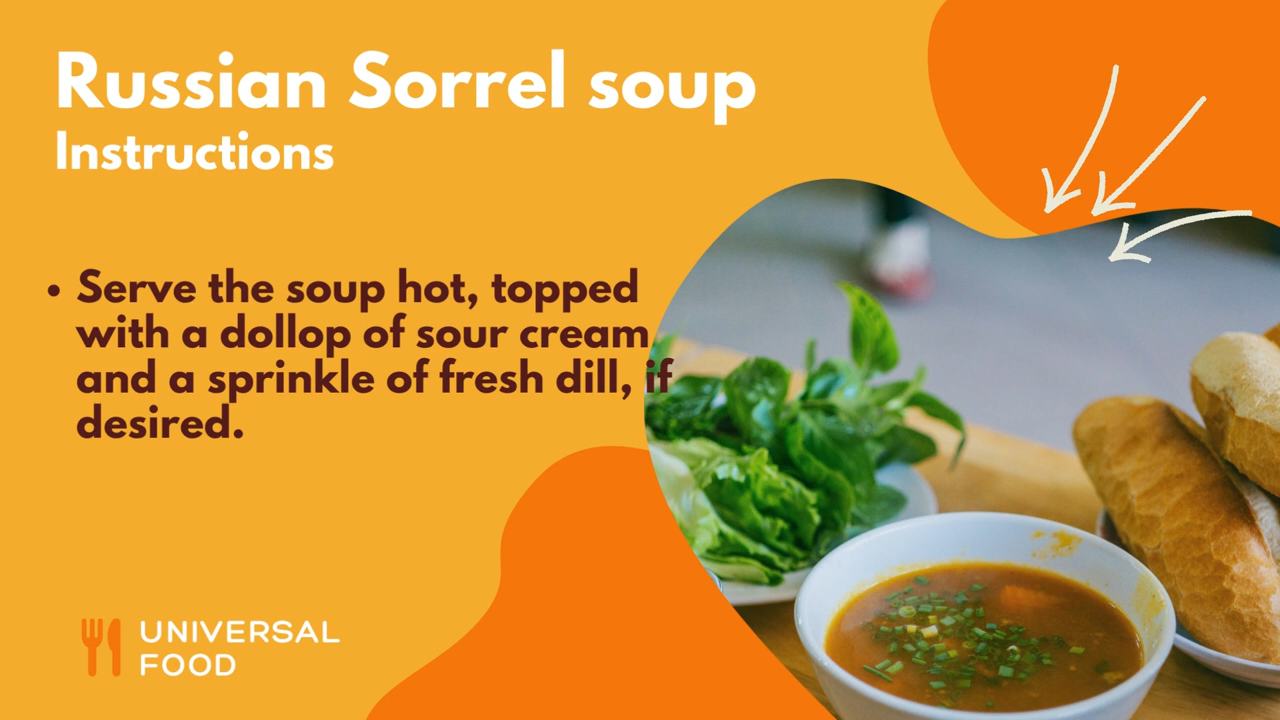 Russian Sorrel soup
Instructions
• Serve the soup hot, topped
with a dollop of sour cream
and a sprinkle of fresh dill, if
desired.
UNIVERSAL
FOOD